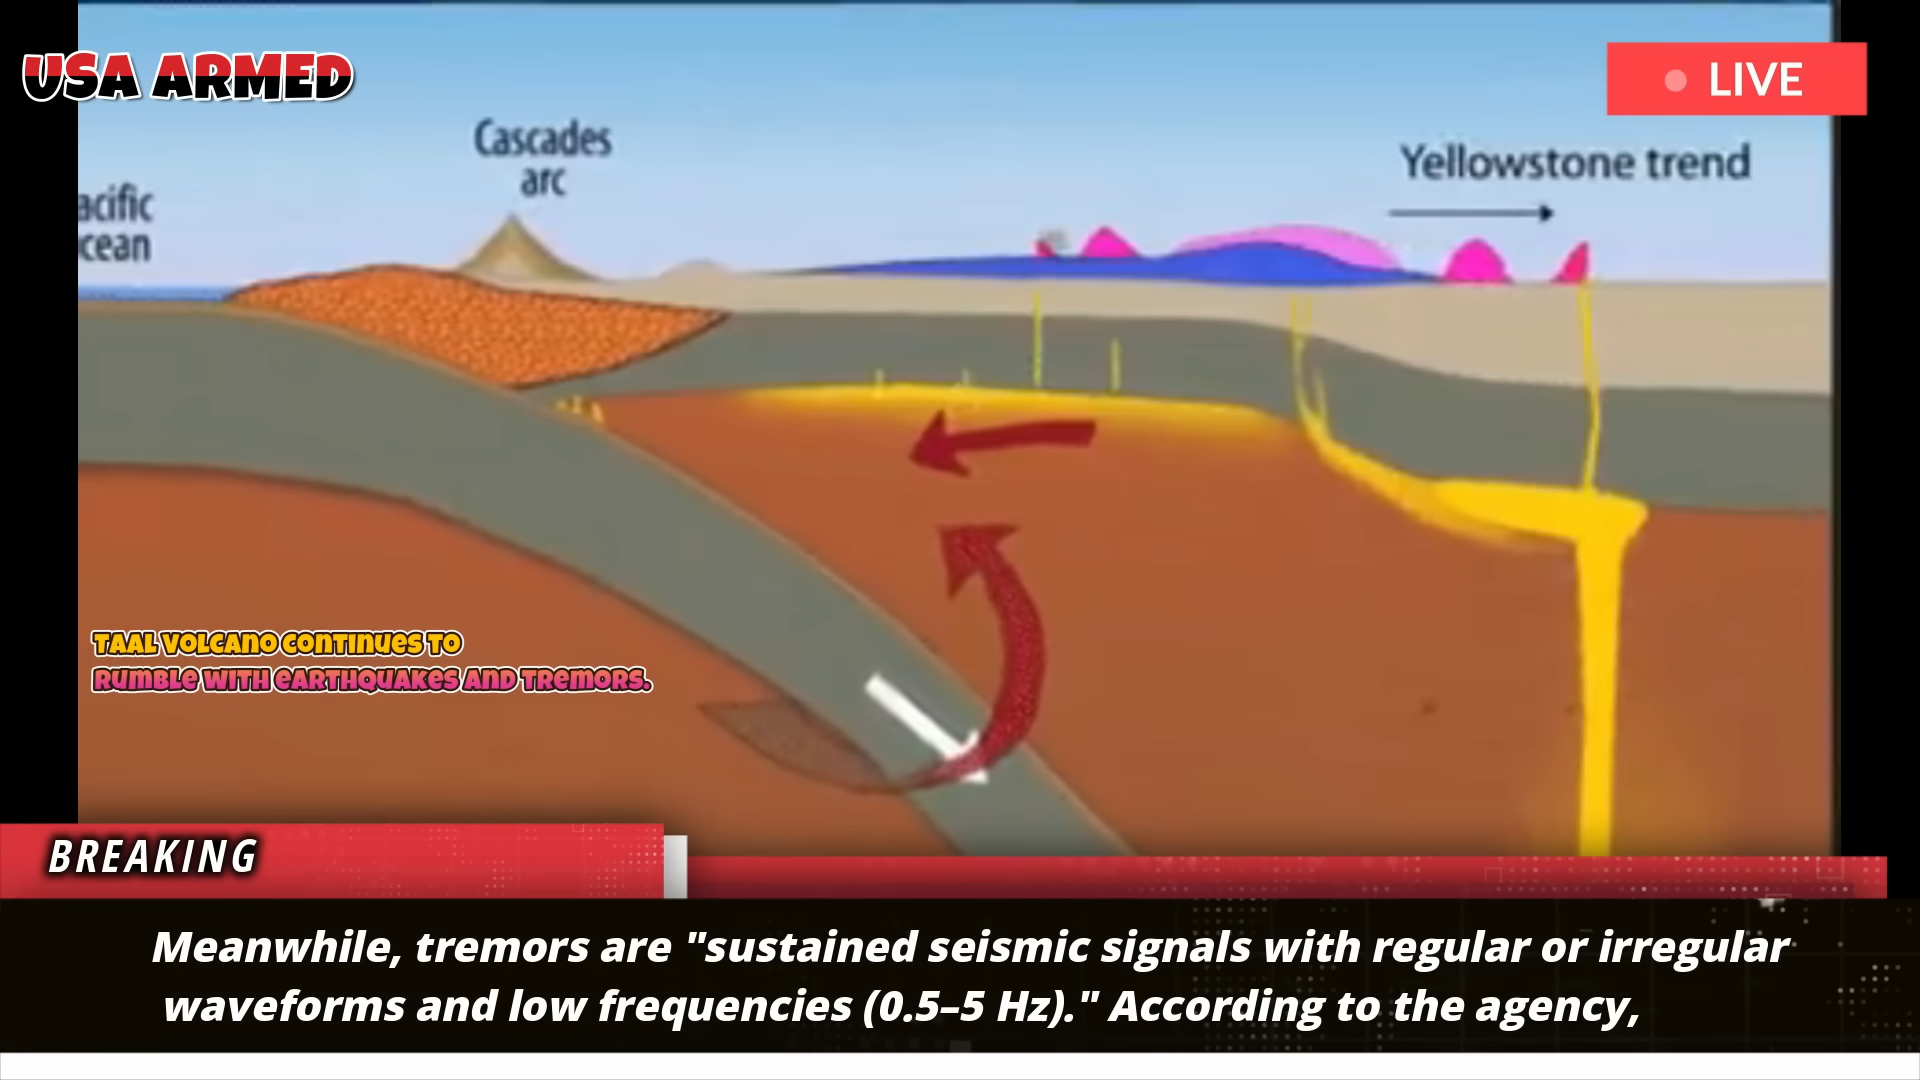 USA ARMED
LIVE
Cascades
arc
Yellowstone trend
acific
cean
TAAL VOLCANO CONTINUES TO
RUMBLE WITH EARTHQUAKES AND TREMORS.
BREAKING
Meanwhile, tremors are "sustained seismic signals with regular or irregular
waveforms and low frequencies (0.5–5 Hz)." According to the agency,